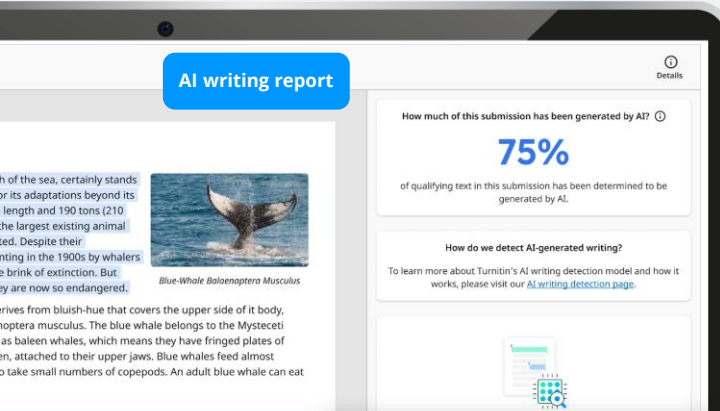 AI writing report
Details
h of the sea, certainly stands
or its adaptations beyond its
length and 190 tons (210
he largest existing animal
ted. Despite their
nting in the 1900s by whalers
e brink of extinction. But
ey are now so endangered.
Blue-Whale Balaenoptera Musculus
erives from bluish-hue that covers the upper side of it body,
noptera musculus. The blue whale belongs to the Mysteceti
as baleen whales, which means they have fringed plates of
en, attached to their upper jaws. Blue whales feed almost
o take small numbers of copepods. An adult blue whale can eat
How much of this submission has been generated by AI?
75%
of qualifying text in this submission has been determined to be
generated by AI.
How do we detect AI-generated writing?
To learn more about Turnitin's AI writing detection model and how it
works, please visit our AI writing detection page.